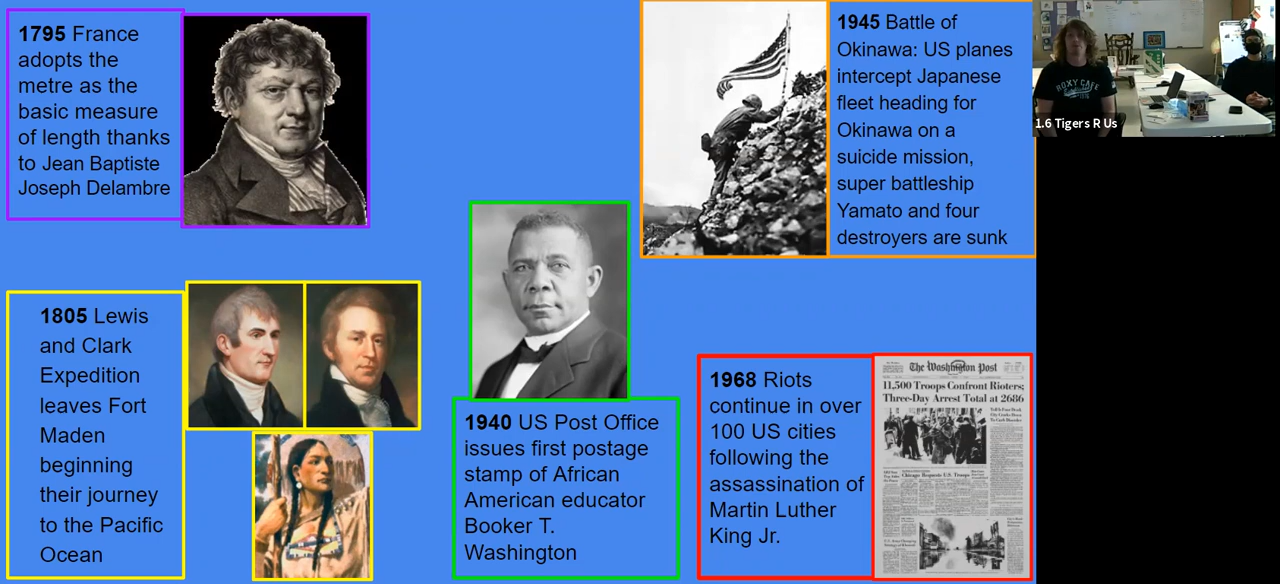 1795 France
adopts the
metre as the
basic measure
of length thanks
to Jean Baptiste
Joseph Delambre
1805 Lewis
and Clark
Expedition
leaves Fort
Maden
beginning
their journey
to the Pacific
Ocean
1940 US Post Office
issues first postage
stamp of African
American educator
Booker T.
Washington
1945 Battle of
Okinawa: US planes
intercept Japanese
fleet heading for
Okinawa on a
suicide mission,
super battleship
Yamato and four
destroyers are sunk
1968 Riots
continue in over
100 US cities
following the
assassination of
Martin Luther
King Jr.
The Washington Post
11,500 Troops Confront Rioters;
Three-Day Arrest Total at 2686
Chicago Requests U.S. Troops
ROXY CAFE
1.6 Tigers R Us